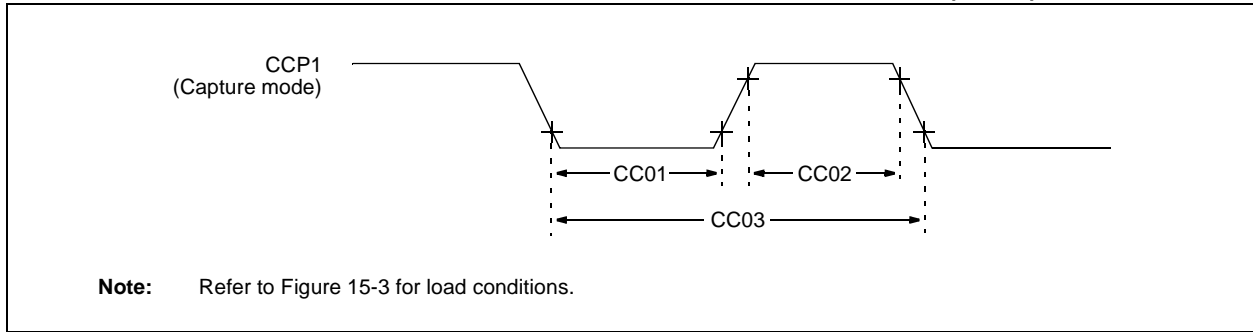 CCP1
(Capture mode)
CC01
CC02
CC03
Note: Refer to Figure 15-3 for load conditions.